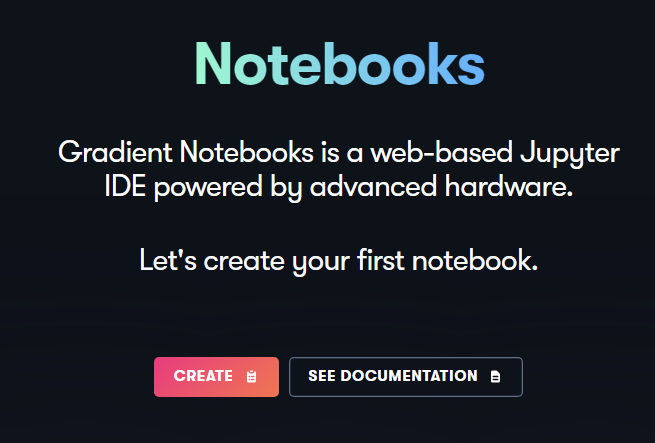 Notebooks
Gradient Notebooks is a web-based Jupyter
IDE powered by advanced hardware.
Let's create your first notebook.
CREATE
SEE DOCUMENTATION